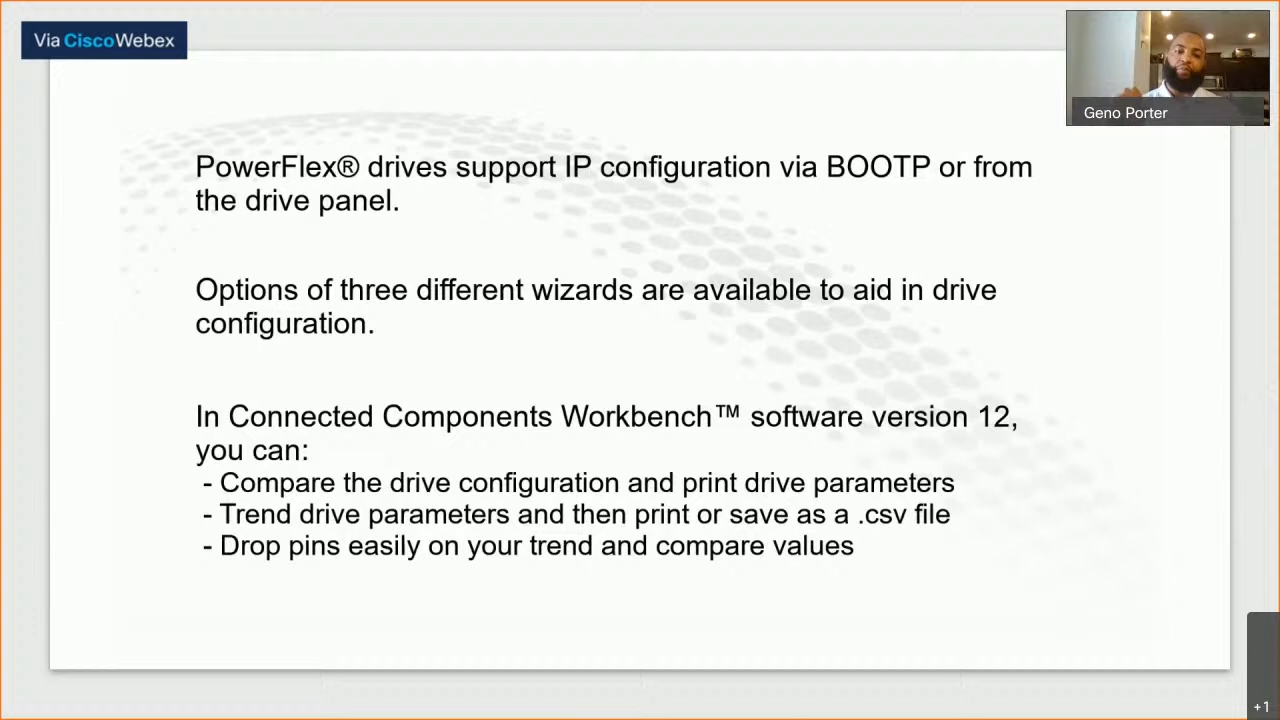 Via Cisco Webex
Geno Porter
PowerFlex® drives support IP configuration via BOOTP or from
the drive panel.
Options of three different wizards are available to aid in drive
configuration.
In Connected Components Workbench™ software version 12,
you can:
- Compare the drive configuration and print drive parameters
- Trend drive parameters and then print or save as a .csv file
- Drop pins easily on your trend and compare values
+1